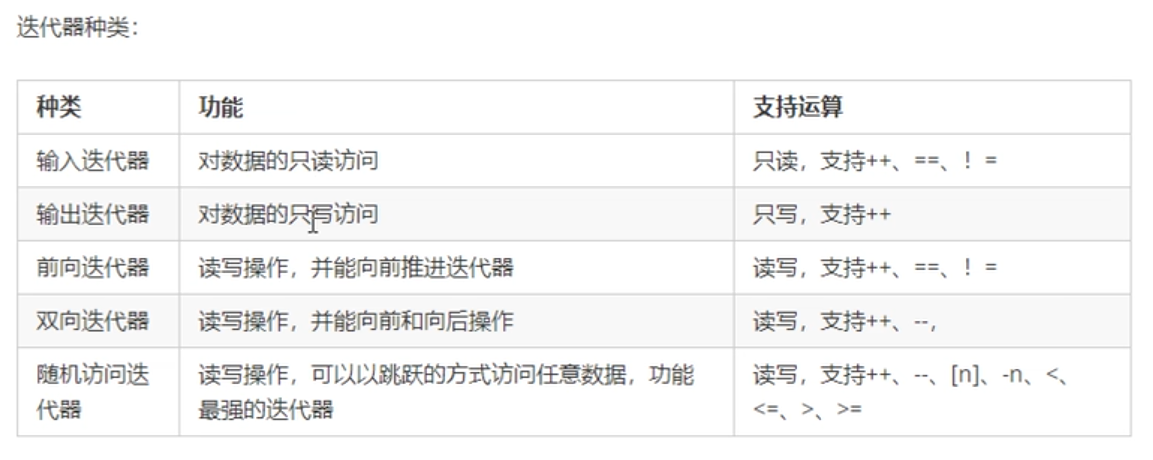 迭代器种类：
种类 功能 支持运算
输入迭代器 对数据的只读访问 只读，支持++、==、！=
输出迭代器 对数据的只写访问 只写，支持++
前向迭代器 读写操作，并能向前推进迭代器 读写，支持++、==、！=
双向迭代器 读写操作，并能向前和向后操作 读写，支持++、--，
随机访问迭 读写操作，可以以跳跃的方式访问任意数据，功能 读写，支持++、--、[n]、-n、<、
代器 最强的迭代器 <=、>、>=